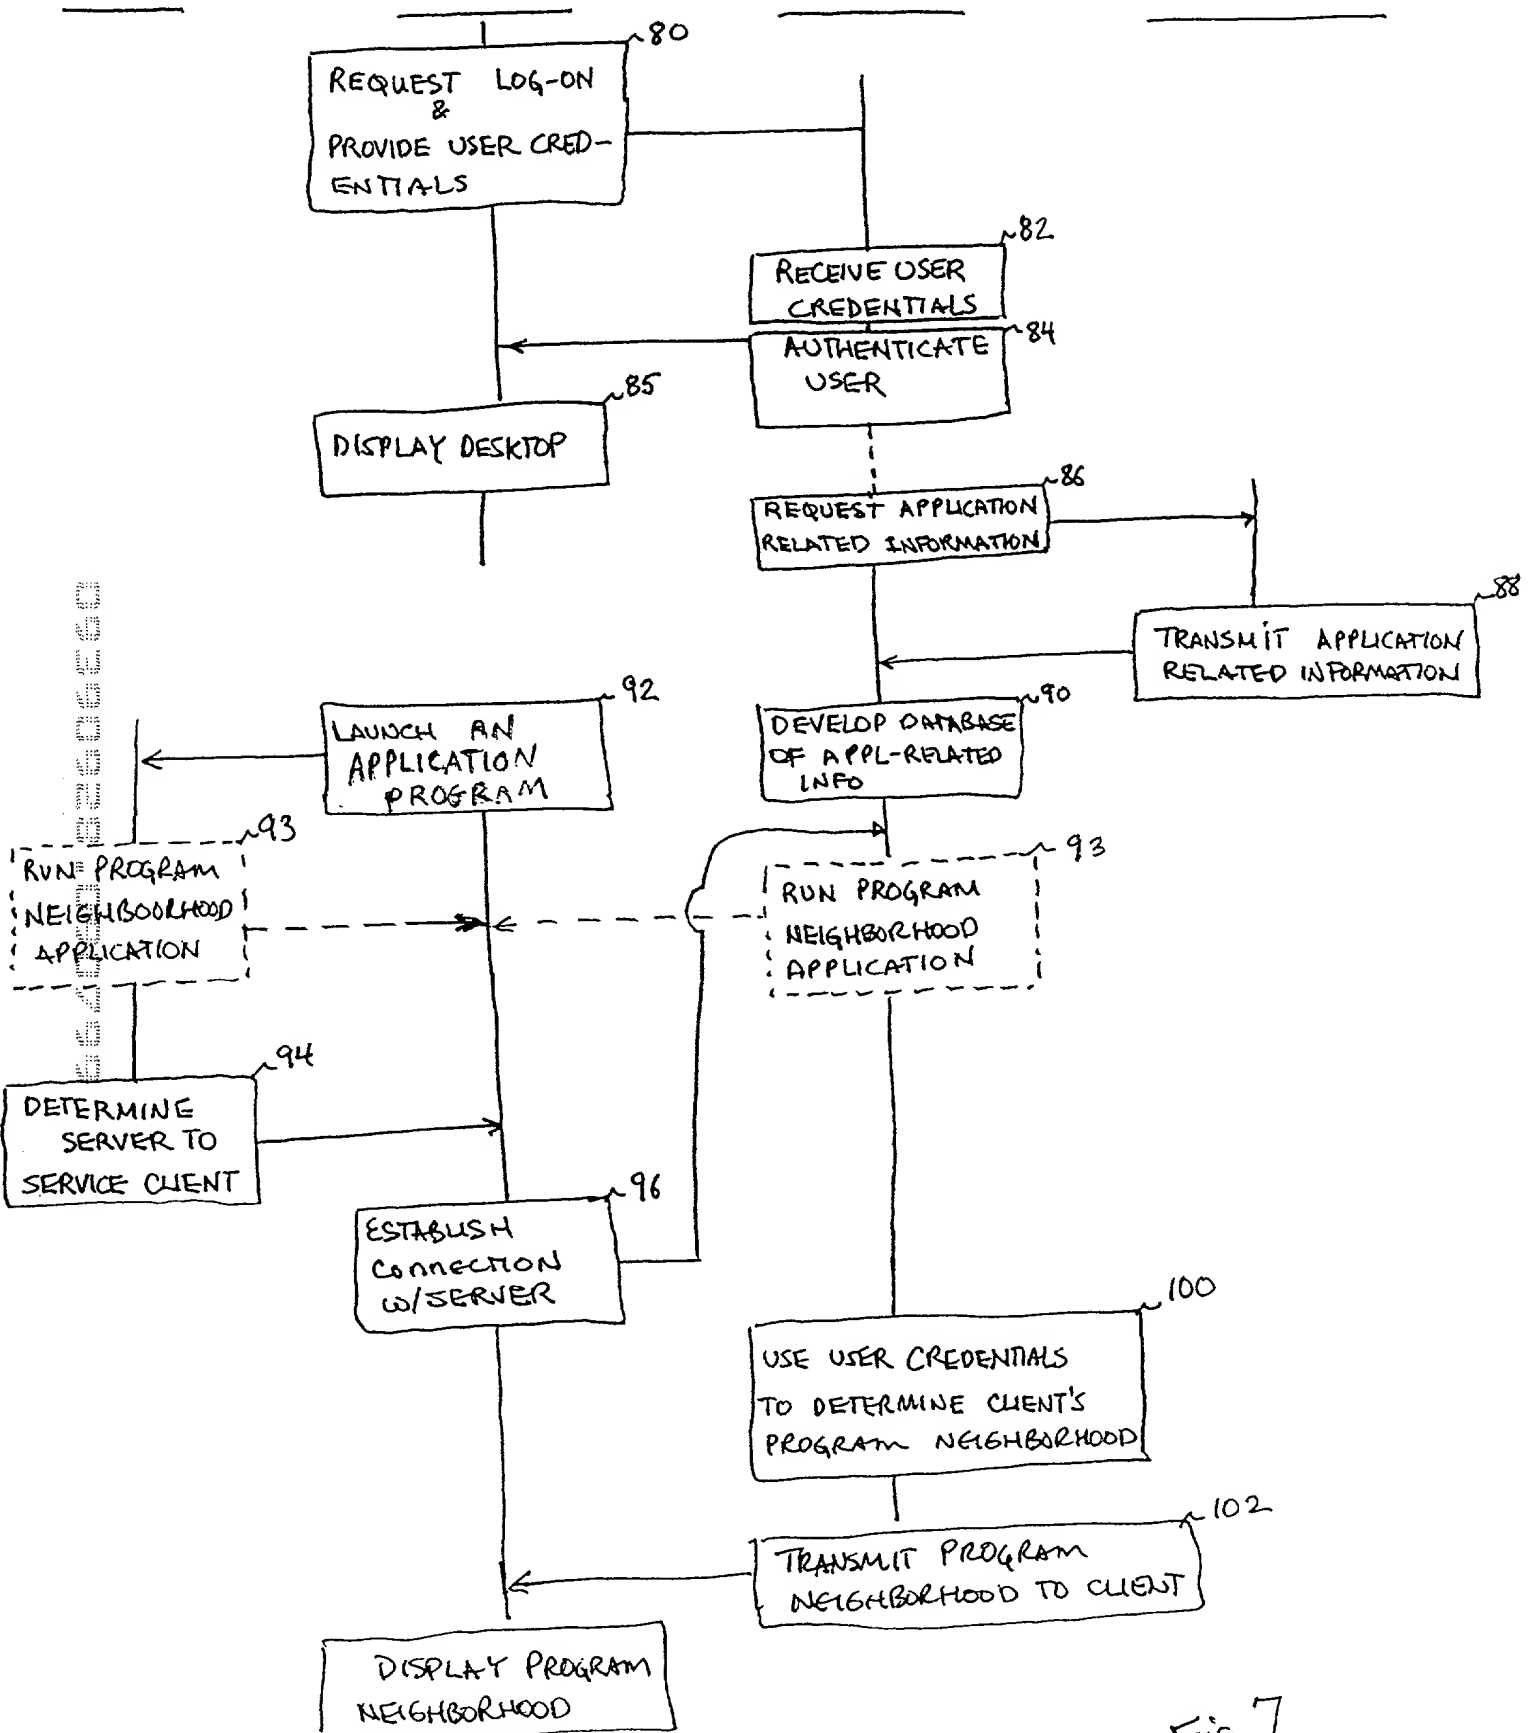 80
REQUEST LOG-ON
&
PROVIDE USER CRED-
ENTIALS
82
RECEIVE USER
CREDENTIALS
84
AUTHENTICATE
USER
85
DISPLAY DESKTOP
86
REQUEST APPLICATION
RELATED INFORMATION
88
TRANSMIT APPLICATION
RELATED INFORMATION
90
DEVELOP DATABASE
OF APPL-RELATED
INFO
92
LAUNCH AN
APPLICATION
PROGRAM
93
RUN PROGRAM
NEIGHBOORHOOD
APPLICATION
93
RUN PROGRAM
NEIGHBORHOOD
APPLICATION
94
DETERMINE
SERVER TO
SERVICE CLIENT
96
ESTABLISH
CONNECTION
W/SERVER
100
USE USER CREDENTIALS
TO DETERMINE CLIENT'S
PROGRAM NEIGHBORHOOD
102
TRANSMIT PROGRAM
NEIGHBORHOOD TO CLIENT
DISPLAY PROGRAM
NEIGHBORHOOD
Fig 7